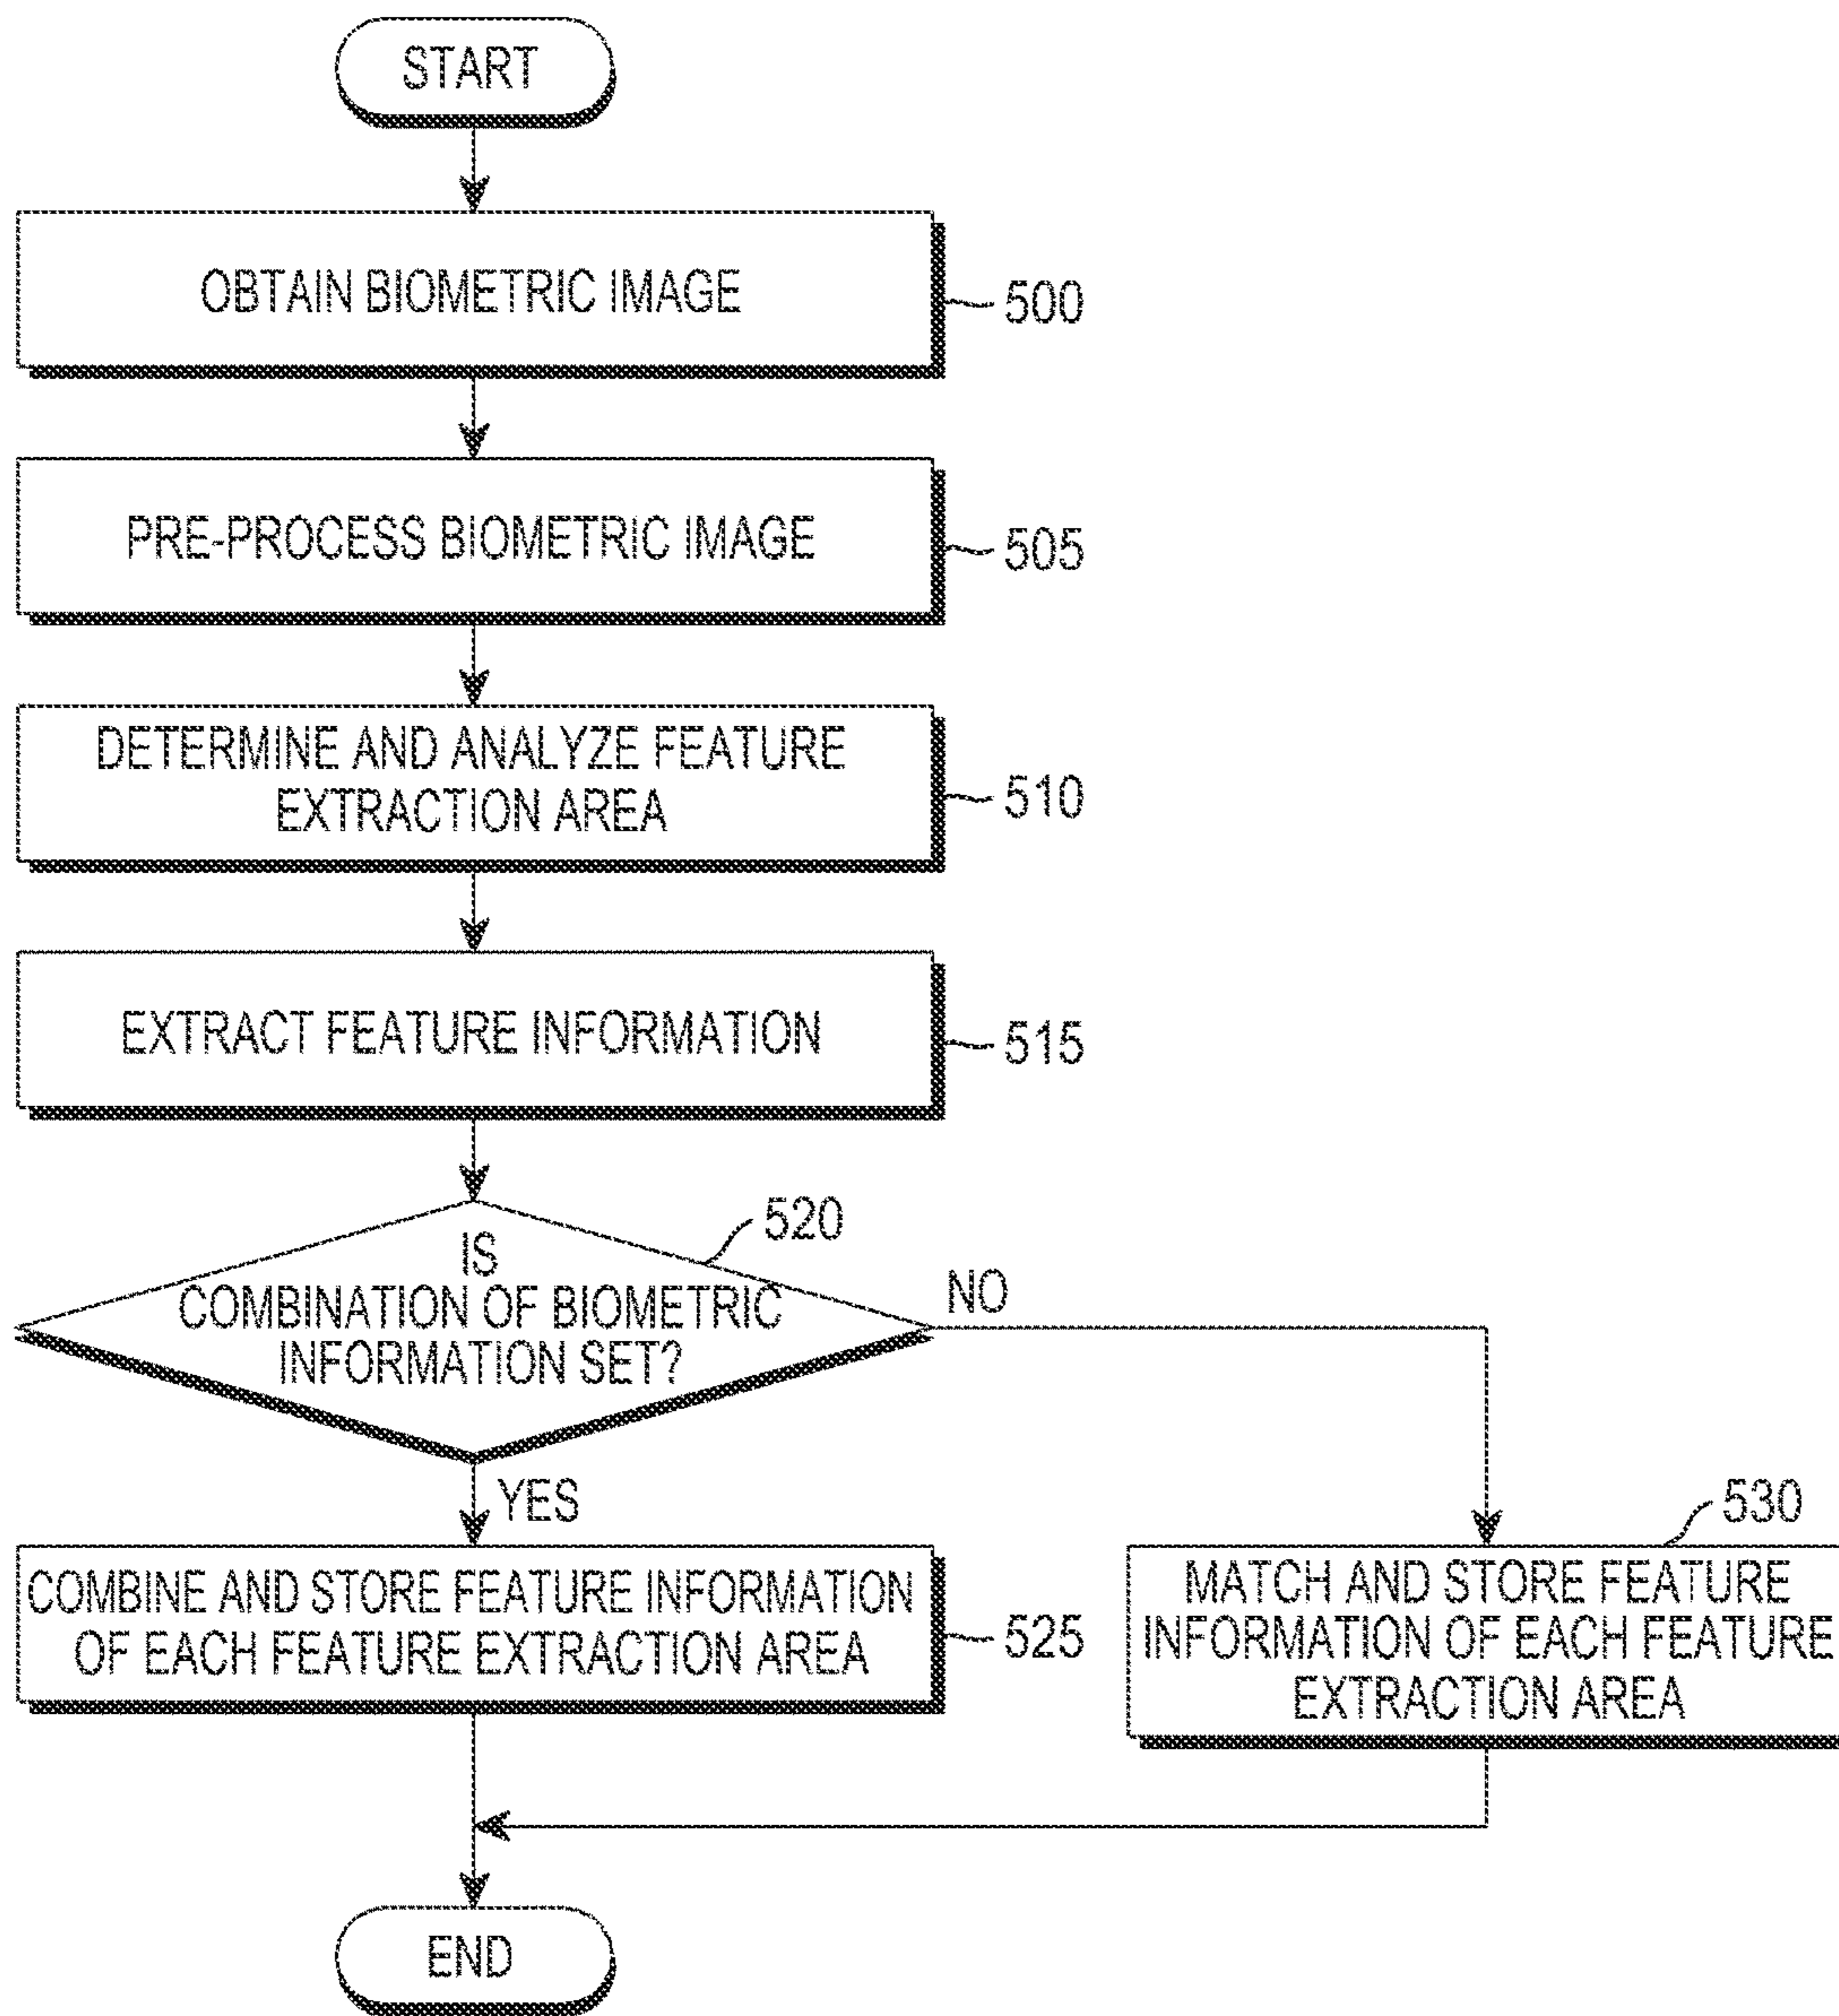 START
OBTAIN BIOMETRIC IMAGE
500
PRE-PROCESS BIOMETRIC IMAGE
505
DETERMINE AND ANALYZE FEATURE
EXTRACTION AREA
510
EXTRACT FEATURE INFORMATION
515
520
IS
COMBINATION OF BIOMETRIC
INFORMATION SET?
NO
YES
COMBINE AND STORE FEATURE INFORMATION
OF EACH FEATURE EXTRACTION AREA
525
530
MATCH AND STORE FEATURE
INFORMATION OF EACH FEATURE
EXTRACTION AREA
END